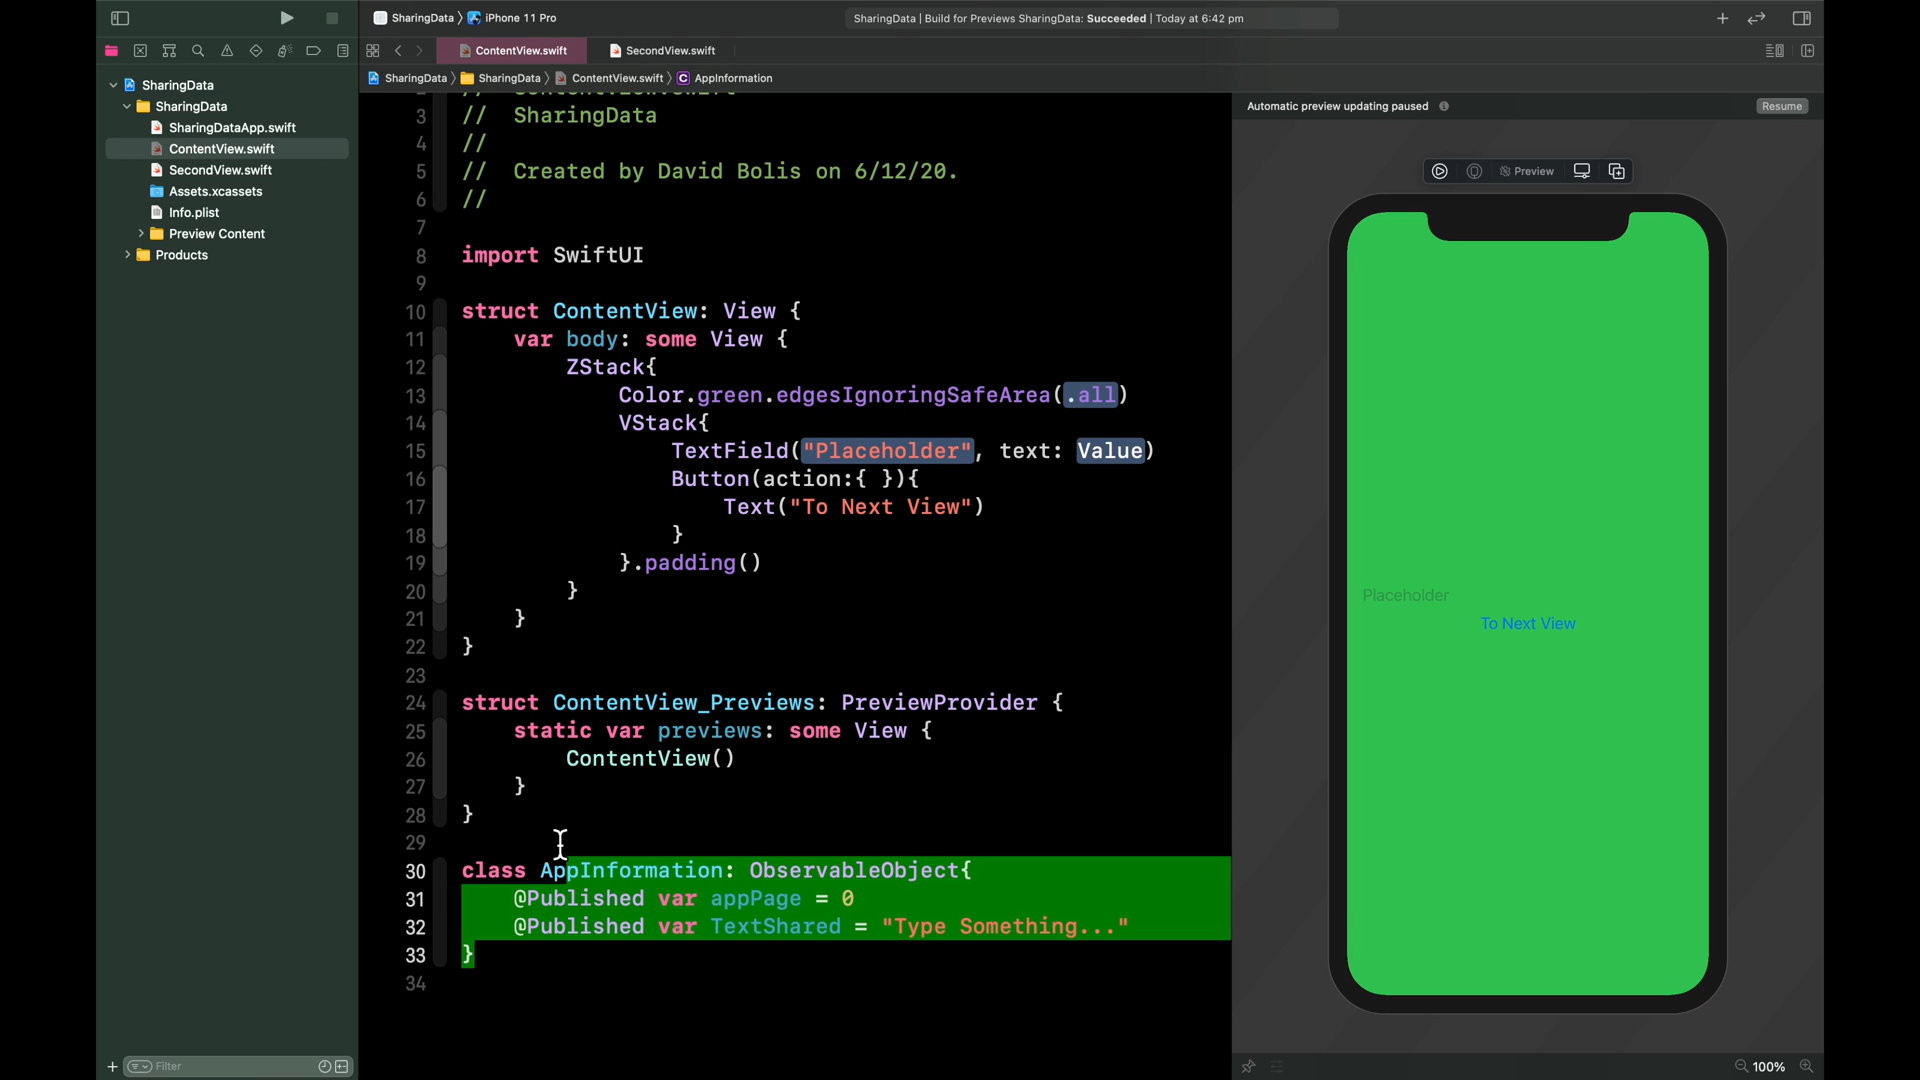 SharingData
iPhone 11 Pro
SharingData | Build for Previews SharingData: Succeeded | Today at 6:42 pm
ContentView.swift
SecondView.swift
SharingData
SharingData
ContentView.swift
AppInformation
SharingData
SharingData
SharingDataApp.swift
ContentView.swift
SecondView.swift
Assets.xcassets
Info.plist
Preview Content
Products
Filter
2 // ContentView.swift
3 // SharingData
4 //
5 // Created by David Bolis on 6/12/20.
6 //
7
8 import SwiftUI
9
10 struct ContentView: View {
11 var body: some View {
12 ZStack{
13 Color.green.edgesIgnoringSafeArea(.all)
14 VStack{
15 TextField("Placeholder", text: Value)
16 Button(action:{ }){
17 Text("To Next View")
18 }
19 }.padding()
20 }
21 }
22 }
23
24 struct ContentView_Previews: PreviewProvider {
25 static var previews: some View {
26 ContentView()
27 }
28 }
29
30 class AppInformation: ObservableObject{
31 @Published var appPage = 0
32 @Published var TextShared = "Type Something..."
33 }
34
Automatic preview updating paused
Resume
Preview
Placeholder
To Next View
100%